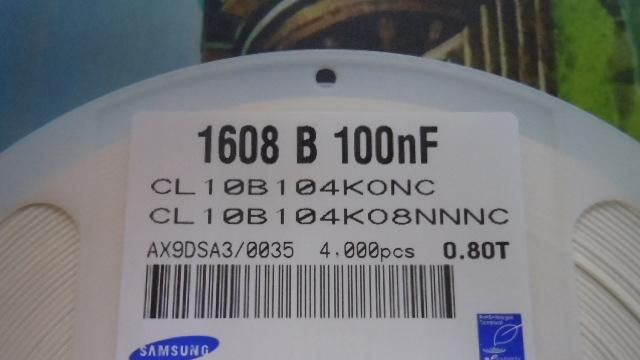 1608 B 100nF
CL10B104KONC
CL10B104KO8NNNC
AX9DSA3/0035 4,000pcs 0.80T
SAMSUNG